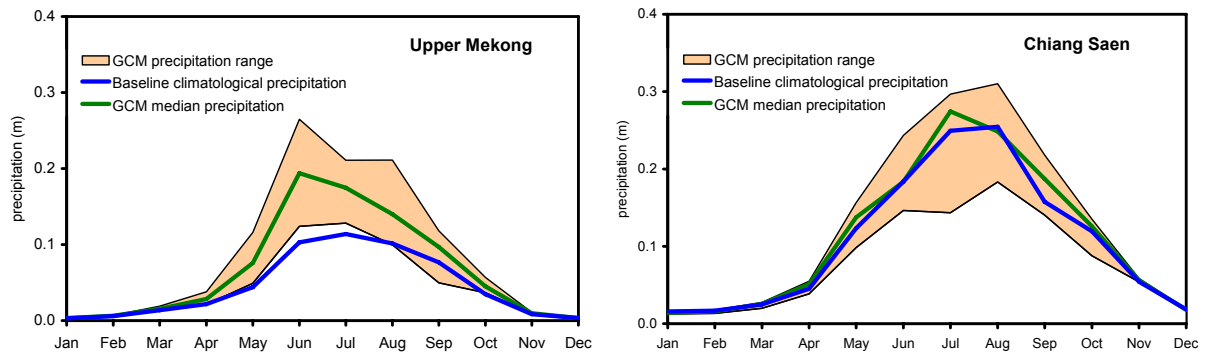 Upper Mekong
GCM precipitation range
Baseline climatological precipitation
GCM median precipitation
precipitation (m)
0.4
0.3
0.2
0.1
0.0
Jan Feb Mar Apr May Jun Jul Aug Sep Oct Nov Dec
Chiang Saen
GCM precipitation range
Baseline climatological precipitation
GCM median precipitation
precipitation (m)
0.4
0.3
0.2
0.1
0.0
Jan Feb Mar Apr May Jun Jul Aug Sep Oct Nov Dec